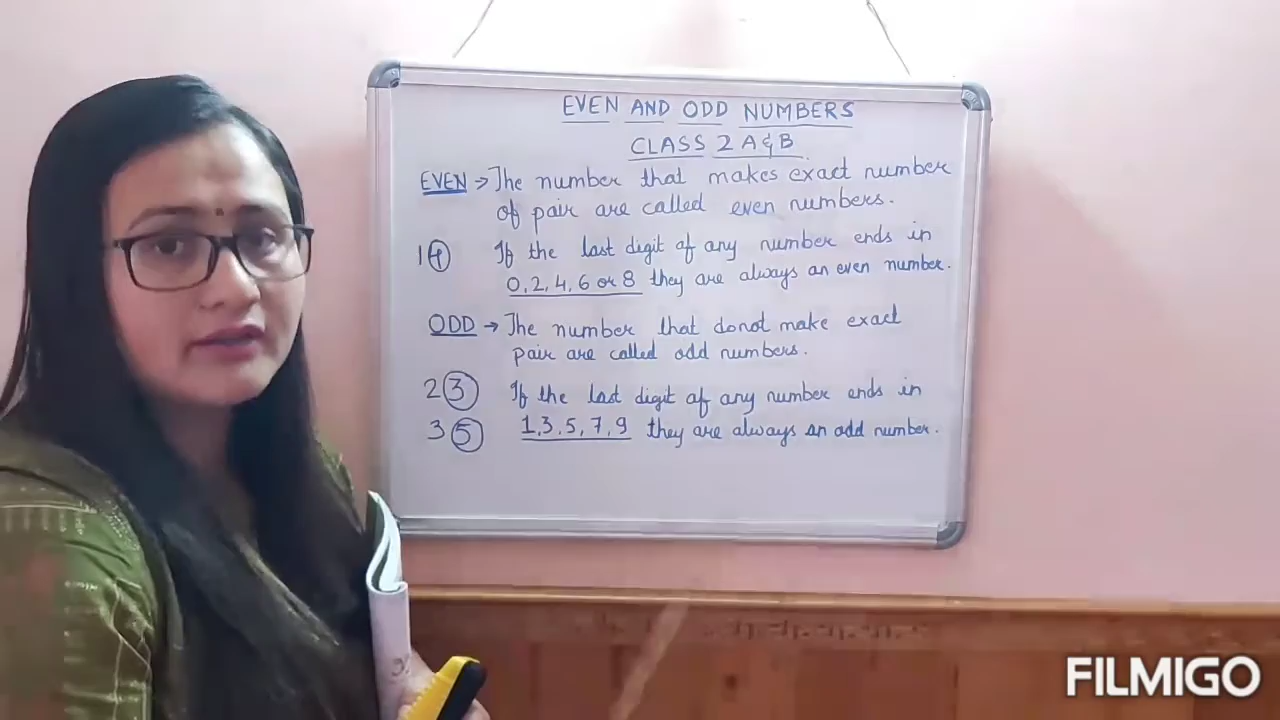 EVEN AND ODD NUMBERS
CLASS 2 A & B
EVEN → The number that makes exact number
of pair are called even numbers.
14 If the last digit of any number ends in
0, 2, 4, 6 or 8 they are always an even number.
ODD → The number that donot make exact
pair are called odd numbers.
23 If the last digit of any number ends in
35 1, 3, 5, 7, 9 they are always an odd number.
FILMIGO